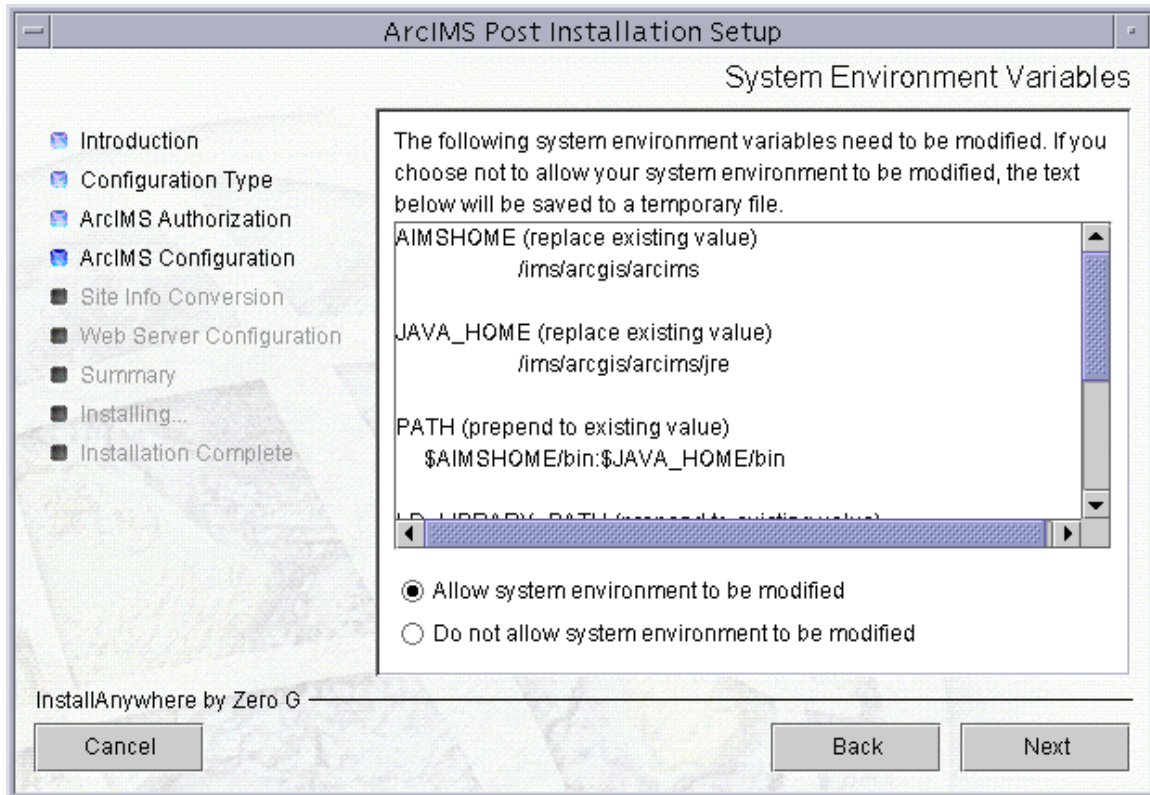 ArcIMS Post Installation Setup
System Environment Variables
Introduction
Configuration Type
ArcIMS Authorization
ArcIMS Configuration
Site Info Conversion
Web Server Configuration
Summary
Installing...
Installation Complete
The following system environment variables need to be modified. If you
choose not to allow your system environment to be modified, the text
below will be saved to a temporary file.
AIMSHOME (replace existing value)
/ims/arcgis/arcims
JAVA_HOME (replace existing value)
/ims/arcgis/arcims/jre
PATH (prepend to existing value)
$AIMSHOME/bin:$JAVA_HOME/bin
LD_LIBRARY_PATH (prepend to existing value)
Allow system environment to be modified
Do not allow system environment to be modified
InstallAnywhere by Zero G
Cancel
Back
Next